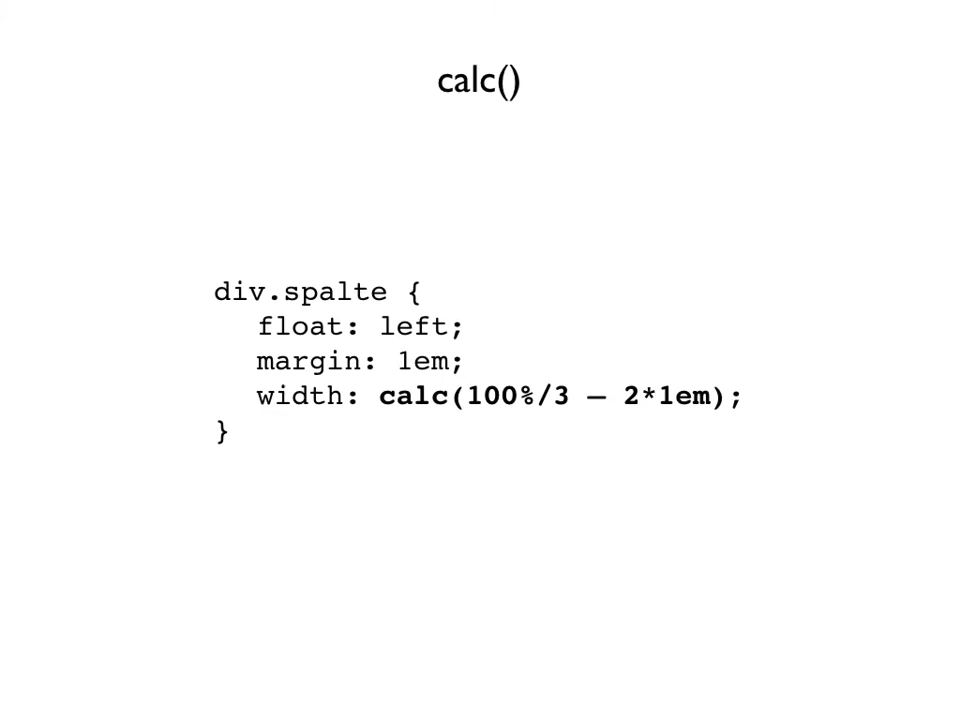 calc()
div.spalte {
float: left;
margin: 1em;
width: calc(100%/3 – 2*1em);
}